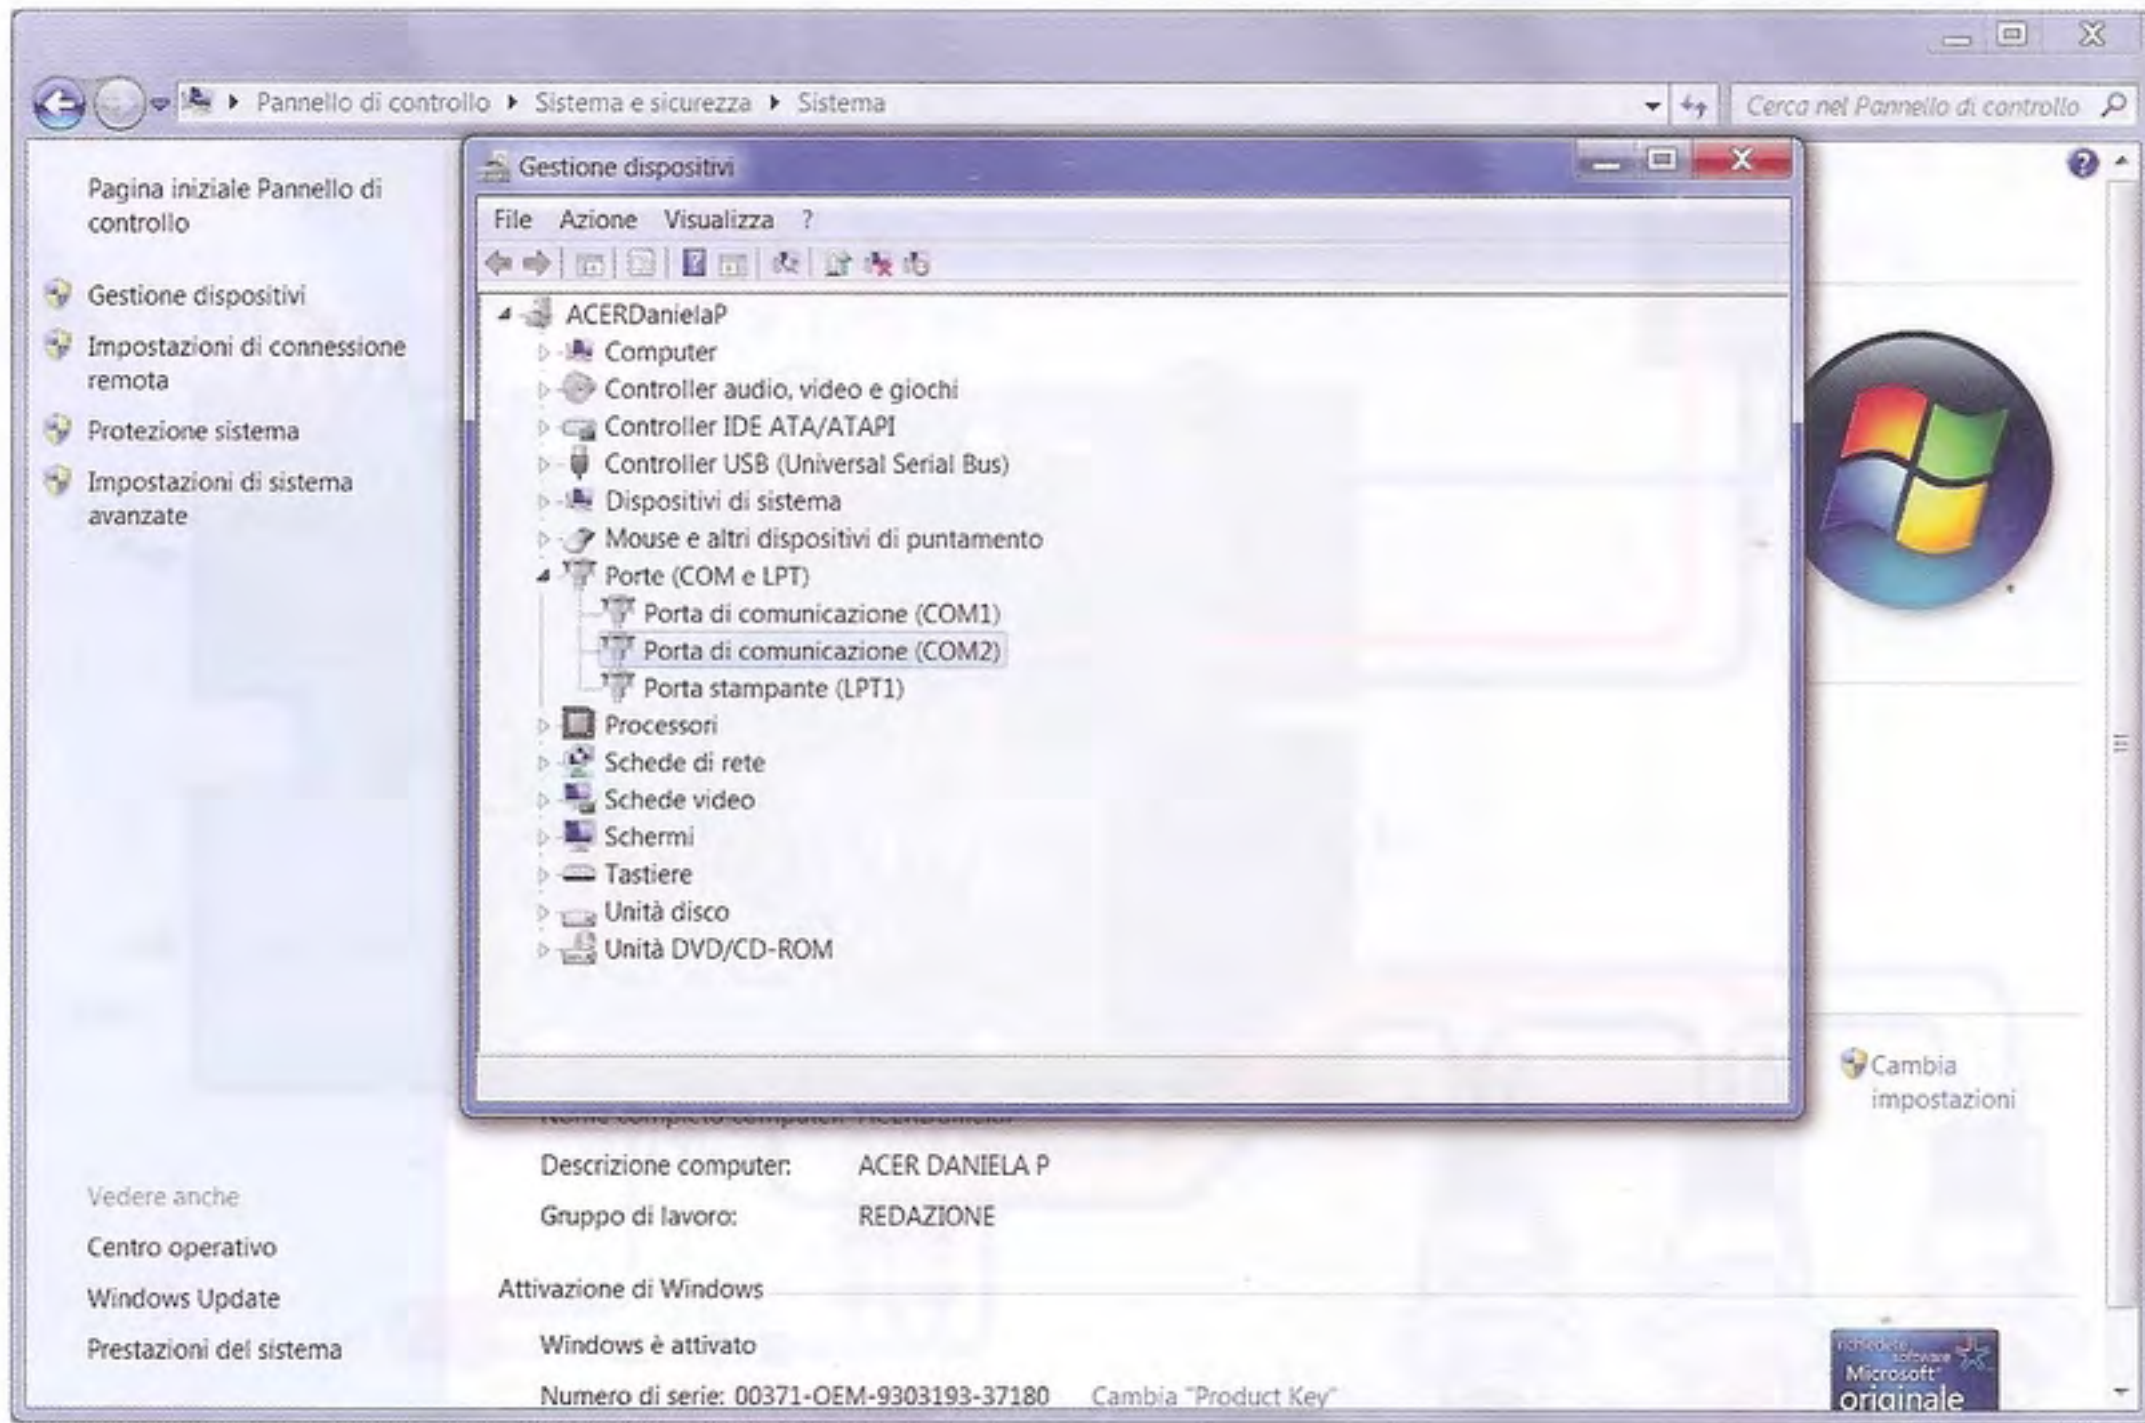 Pannello di controllo ▸ Sistema e sicurezza ▸ Sistema
Cerca nel Pannello di controllo
Pagina iniziale Pannello di
controllo
Gestione dispositivi
Impostazioni di connessione
remota
Protezione sistema
Impostazioni di sistema
avanzate
Vedere anche
Centro operativo
Windows Update
Prestazioni del sistema
Gestione dispositivi
File Azione Visualizza ?
ACERDanielaP
Computer
Controller audio, video e giochi
Controller IDE ATA/ATAPI
Controller USB (Universal Serial Bus)
Dispositivi di sistema
Mouse e altri dispositivi di puntamento
Porte (COM e LPT)
Porta di comunicazione (COM1)
Porta di comunicazione (COM2)
Porta stampante (LPT1)
Processori
Schede di rete
Schede video
Schermi
Tastiere
Unità disco
Unità DVD/CD-ROM
Cambia
impostazioni
Nome completo computer: ACERDanielaP
Descrizione computer: ACER DANIELA P
Gruppo di lavoro: REDAZIONE
Attivazione di Windows
Windows è attivato
Numero di serie: 00371-OEM-9303193-37180 Cambia "Product Key"
richiedete
software
Microsoft
originale